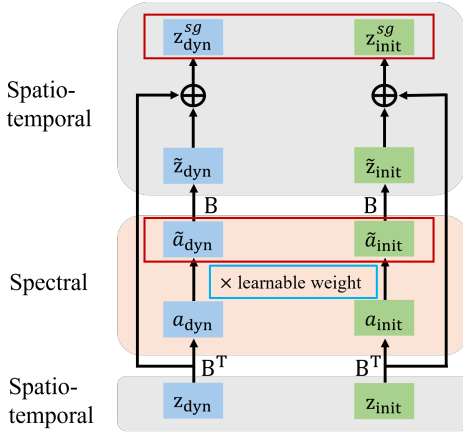 z_dyn^sg z_init^sg
Spatio-
temporal
⊕ ⊕
z̃_dyn z̃_init
B B
ã_dyn ã_init
Spectral
× learnable weight
a_dyn a_init
B^T B^T
Spatio-
temporal
z_dyn z_init